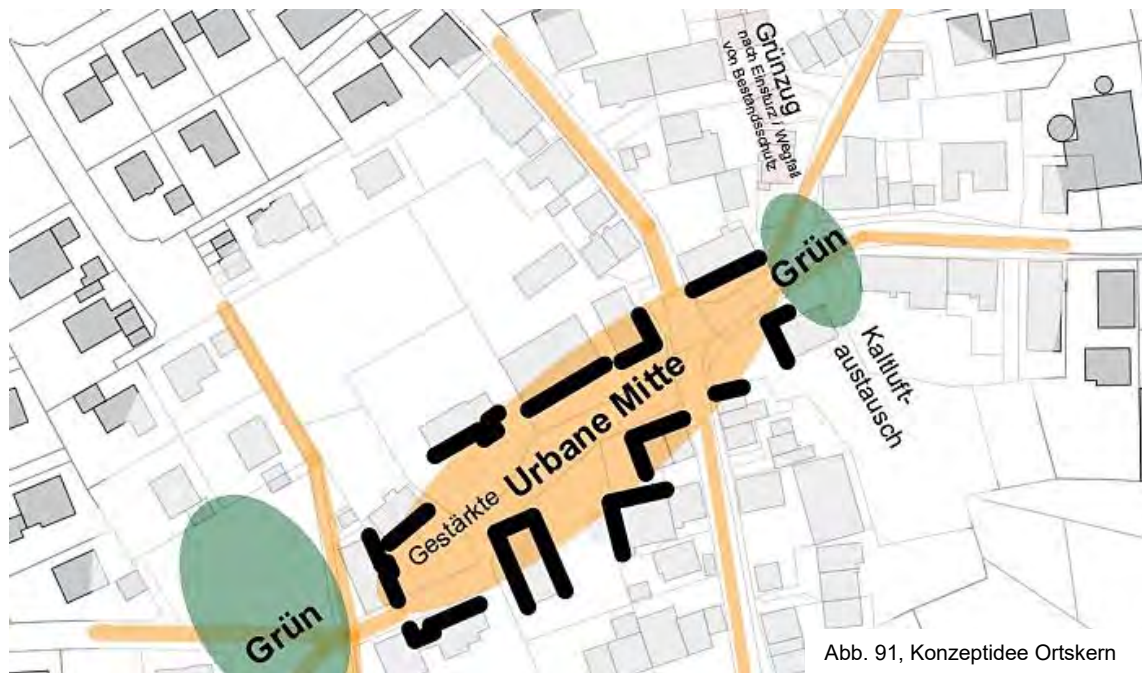 Grünzug
nach Einsturz / Wegfall
von Bestandsschutz
Grün
Kaltluft-
austausch
Gestärkte Urbane Mitte
Grün
Abb. 91, Konzeptidee Ortskern